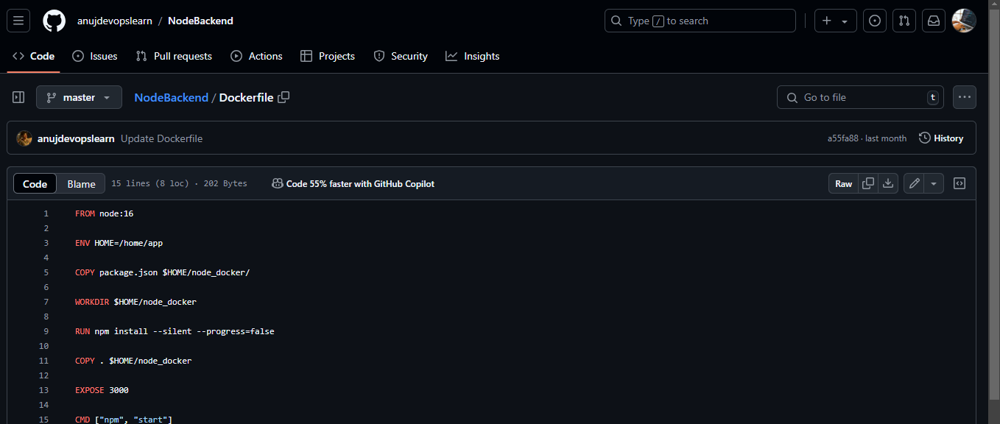 anujdevopslearn / NodeBackend
Type / to search
Code Issues Pull requests Actions Projects Security Insights
master NodeBackend / Dockerfile
Go to file t
anujdevopslearn Update Dockerfile
a55fa88 · last month History
Code Blame 15 lines (8 loc) · 202 Bytes Code 55% faster with GitHub Copilot
Raw
1 FROM node:16
2
3 ENV HOME=/home/app
4
5 COPY package.json $HOME/node_docker/
6
7 WORKDIR $HOME/node_docker
8
9 RUN npm install --silent --progress=false
10
11 COPY . $HOME/node_docker
12
13 EXPOSE 3000
14
15 CMD ["npm", "start"]